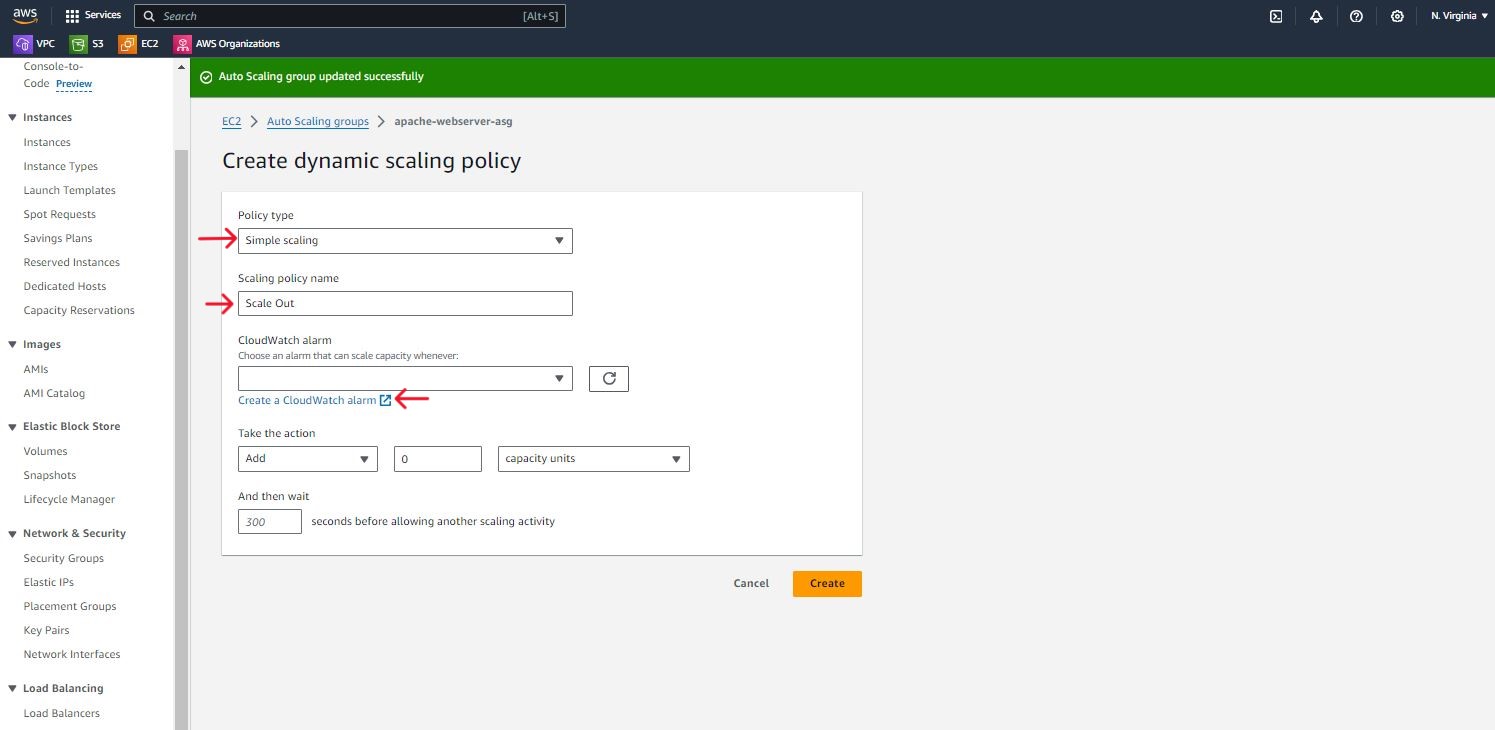 aws Services Search [Alt+S] N. Virginia
VPC S3 EC2 AWS Organizations
Console-to-
Code Preview
Instances
Instances
Instance Types
Launch Templates
Spot Requests
Savings Plans
Reserved Instances
Dedicated Hosts
Capacity Reservations
Images
AMIs
AMI Catalog
Elastic Block Store
Volumes
Snapshots
Lifecycle Manager
Network & Security
Security Groups
Elastic IPs
Placement Groups
Key Pairs
Network Interfaces
Load Balancing
Load Balancers
Auto Scaling group updated successfully
EC2 > Auto Scaling groups > apache-webserver-asg
Create dynamic scaling policy
Policy type
Simple scaling
Scaling policy name
Scale Out
CloudWatch alarm
Choose an alarm that can scale capacity whenever:
Create a CloudWatch alarm
Take the action
Add 0 capacity units
And then wait
300 seconds before allowing another scaling activity
Cancel Create